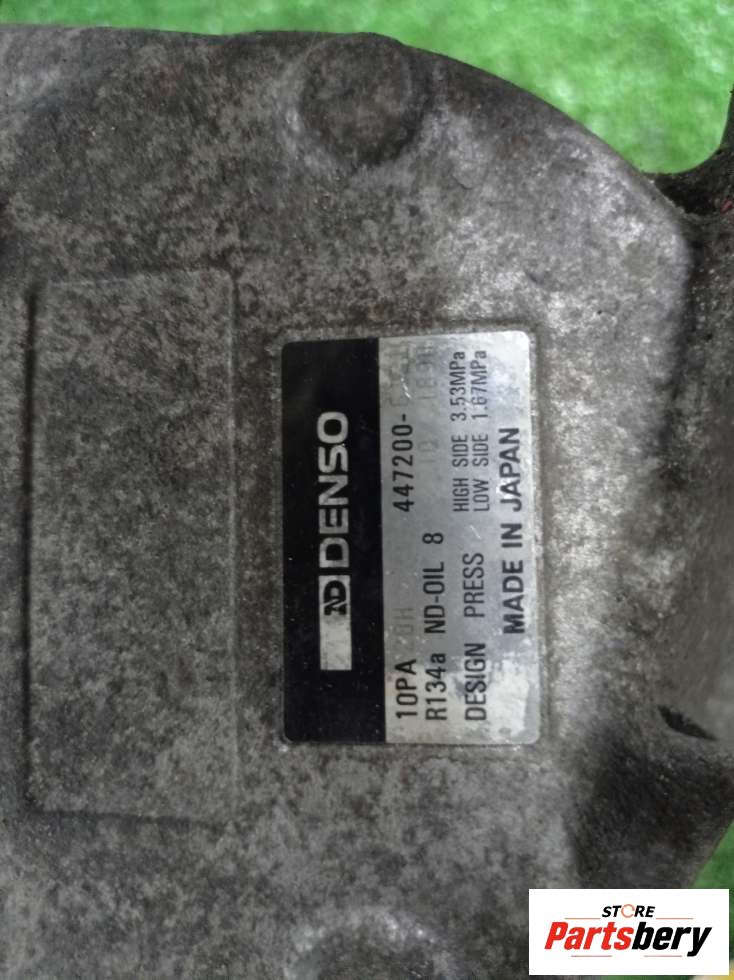 ND DENSO
10PA 447200-
R134a ND-OIL 8
DESIGN PRESS HIGH SIDE 3.53MPa
LOW SIDE 1.67MPa
MADE IN JAPAN
STORE
Partsbery